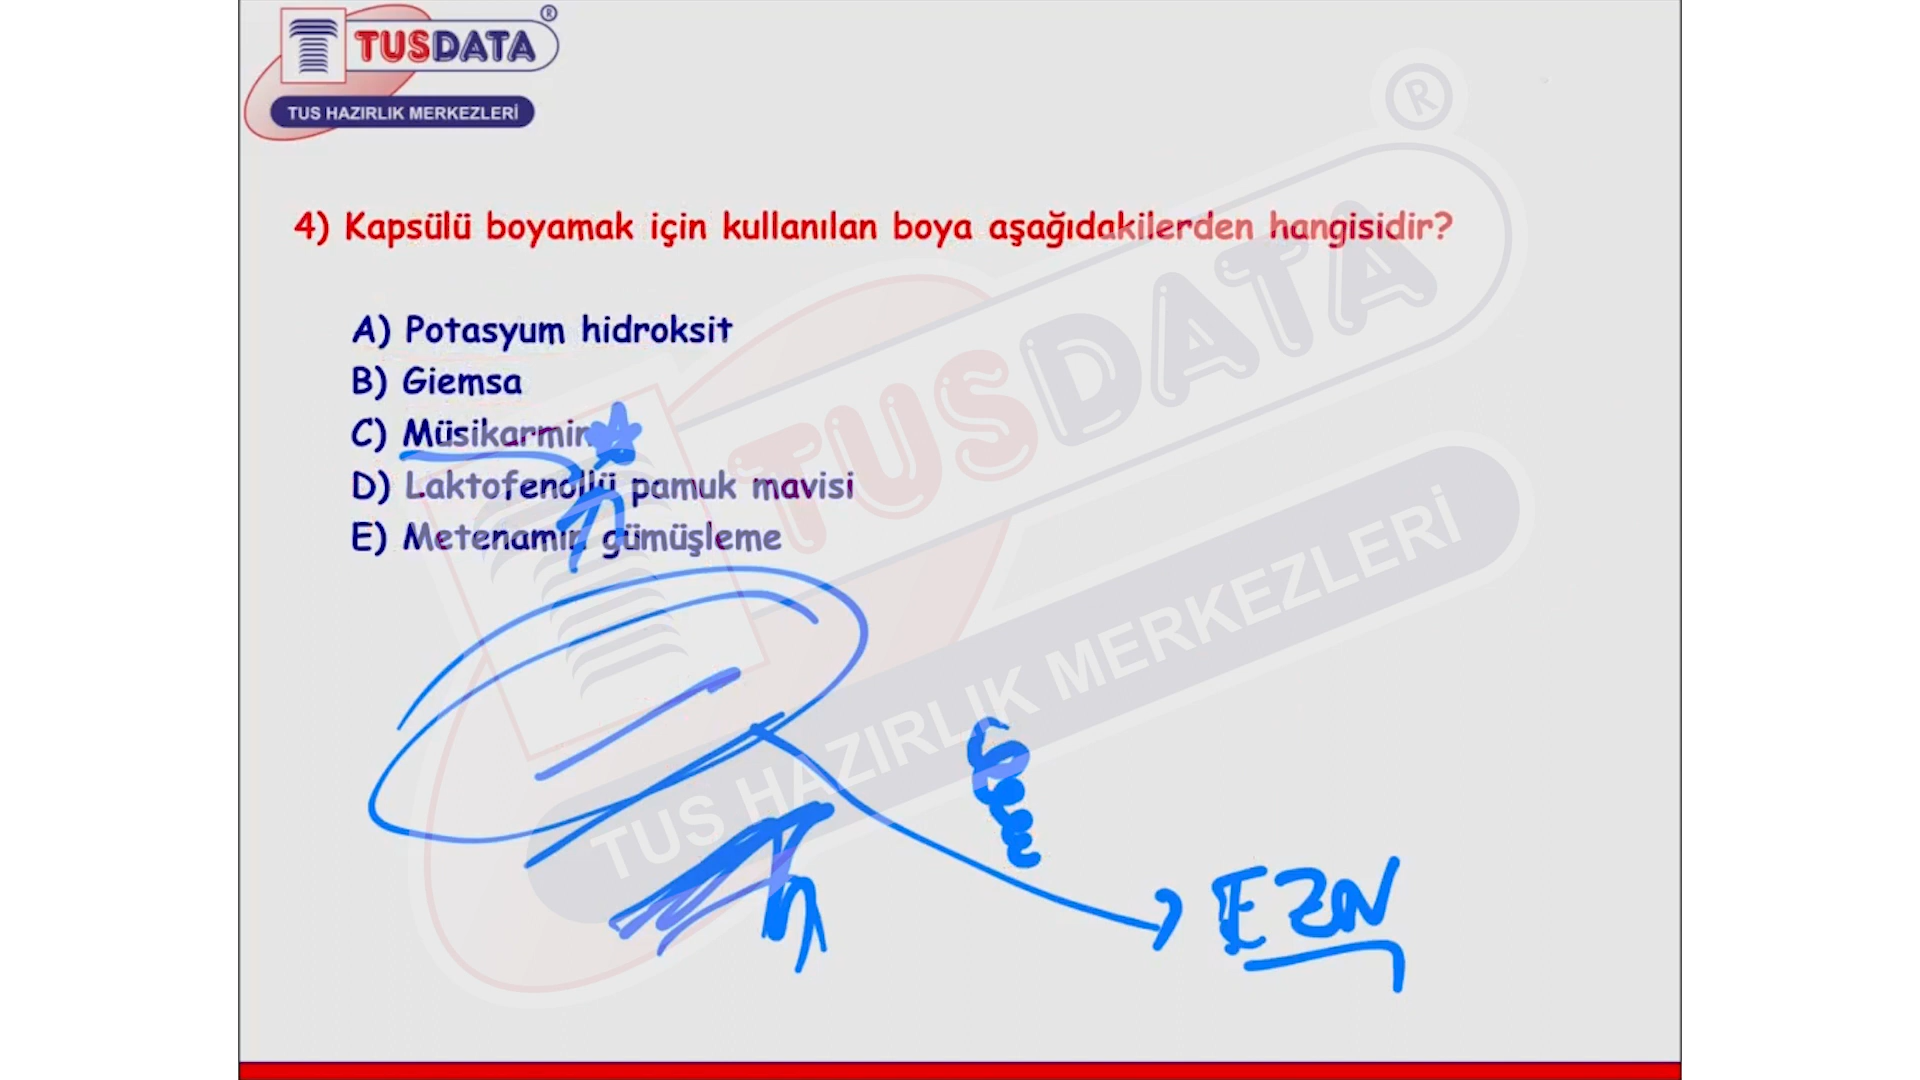 TUSDATA ®
TUS HAZIRLIK MERKEZLERİ
4) Kapsülü boyamak için kullanılan boya aşağıdakilerden hangisidir?
A) Potasyum hidroksit
B) Giemsa
C) Müsikarmin
D) Laktofenollü pamuk mavisi
E) Metenamin gümüşleme
TUSDATA ®
TUS HAZIRLIK MERKEZLERİ
EZN